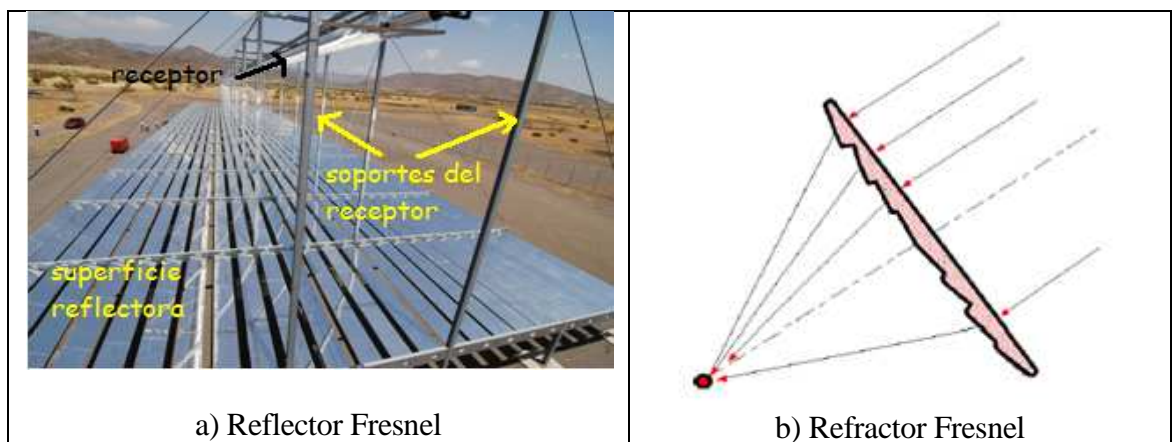 receptor
soportes del
receptor
superficie
reflectora
a) Reflector Fresnel
b) Refractor Fresnel